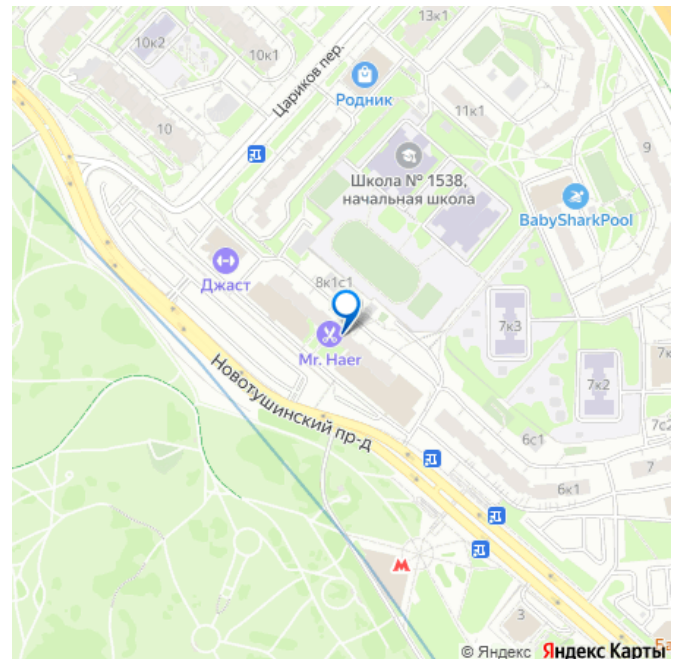 13к1
10к2
10к1
Цариков пер.
Родник
11к1
10
9
Школа № 1538,
начальная школа
BabySharkPool
Джаст
8к1с1
7к3
Mr. Haer
7к2
Новотушинский пр-д
6с1
7с2
7
6к1
3
© Яндекс Яндекс Карты